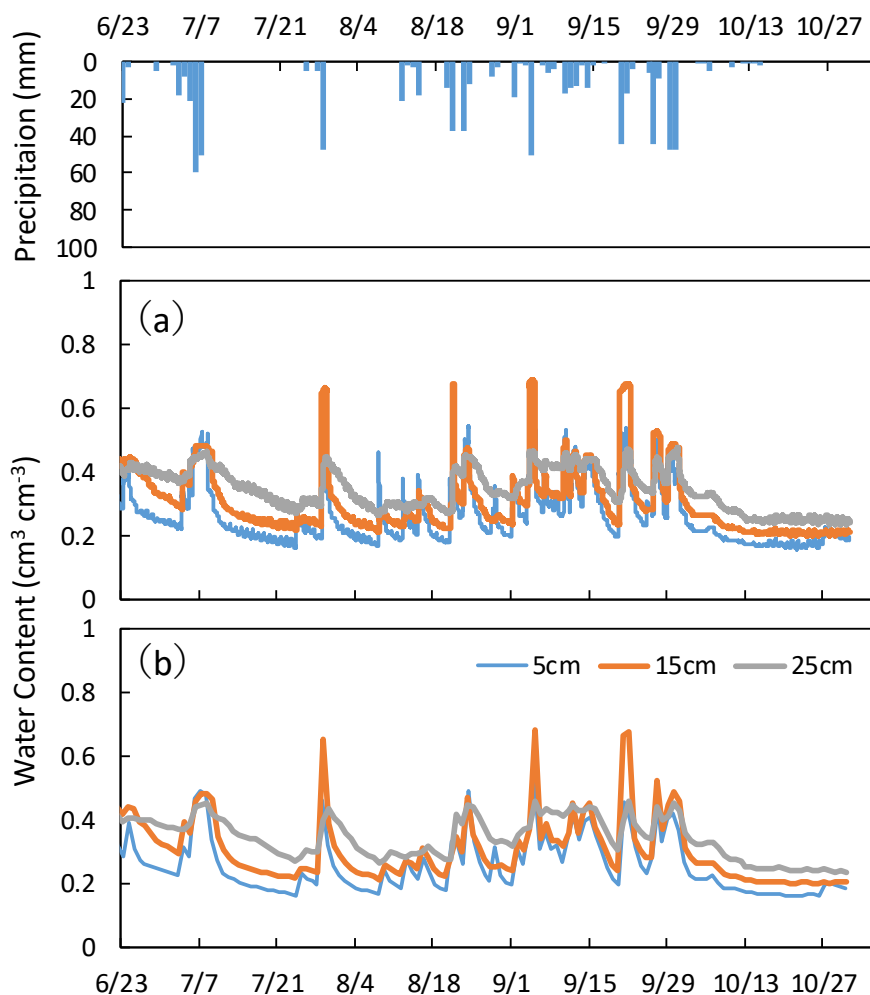 6/23 7/7 7/21 8/4 8/18 9/1 9/15 9/29 10/13 10/27
Precipitaion (mm)
0
20
40
60
80
100
Water Content (cm³ cm⁻³)
1
0.8
0.6
0.4
0.2
0
(a)
1
0.8
0.6
0.4
0.2
0
(b)
5cm 15cm 25cm
6/23 7/7 7/21 8/4 8/18 9/1 9/15 9/29 10/13 10/27